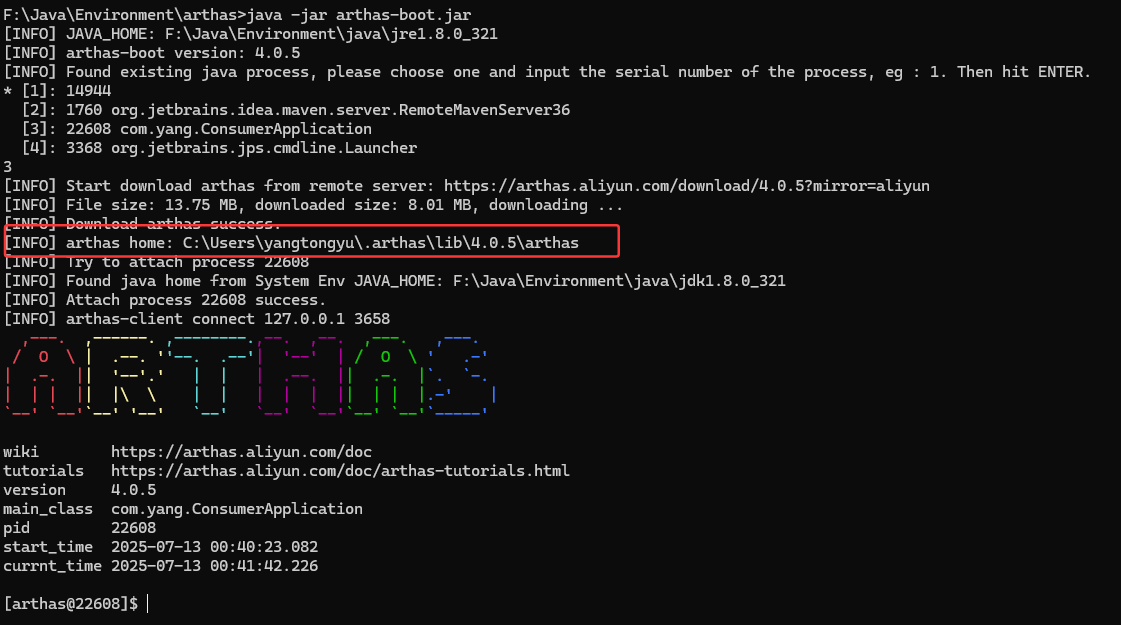 F:\Java\Environment\arthas>java -jar arthas-boot.jar
[INFO] JAVA_HOME: F:\Java\Environment\java\jre1.8.0_321
[INFO] arthas-boot version: 4.0.5
[INFO] Found existing java process, please choose one and input the serial number of the process, eg : 1. Then hit ENTER.
* [1]: 14944
  [2]: 1760 org.jetbrains.idea.maven.server.RemoteMavenServer36
  [3]: 22608 com.yang.ConsumerApplication
  [4]: 3368 org.jetbrains.jps.cmdline.Launcher
3
[INFO] Start download arthas from remote server: https://arthas.aliyun.com/download/4.0.5?mirror=aliyun
[INFO] File size: 13.75 MB, downloaded size: 8.01 MB, downloading ...
[INFO] Download arthas success.
[INFO] arthas home: C:\Users\yangtongyu\.arthas\lib\4.0.5\arthas
[INFO] Try to attach process 22608
[INFO] Found java home from System Env JAVA_HOME: F:\Java\Environment\java\jdk1.8.0_321
[INFO] Attach process 22608 success.
[INFO] arthas-client connect 127.0.0.1 3658
ARTHAS
wiki        https://arthas.aliyun.com/doc
tutorials   https://arthas.aliyun.com/doc/arthas-tutorials.html
version     4.0.5
main_class  com.yang.ConsumerApplication
pid         22608
start_time  2025-07-13 00:40:23.082
currnt_time 2025-07-13 00:41:42.226
[arthas@22608]$